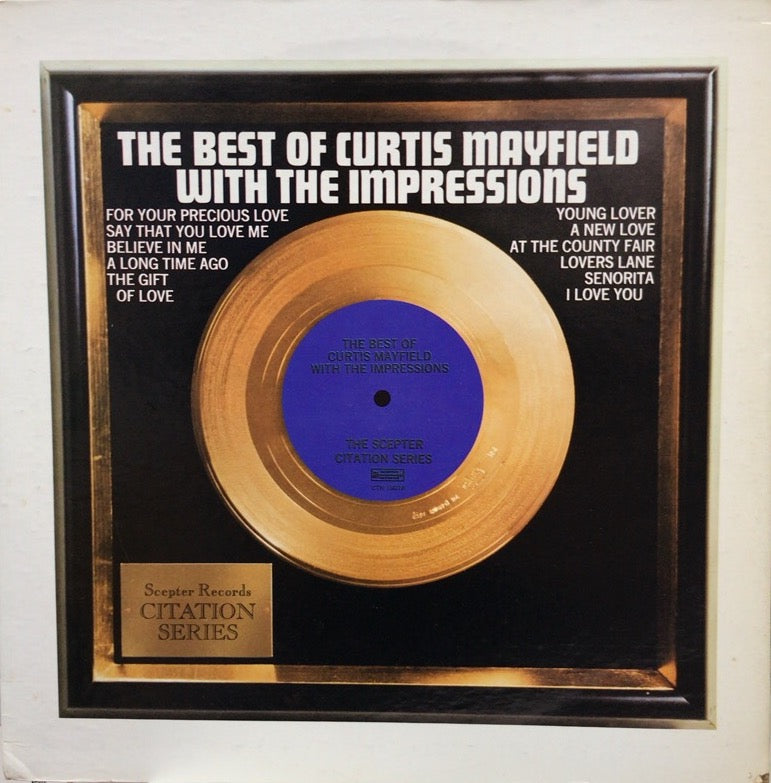 THE BEST OF CURTIS MAYFIELD
WITH THE IMPRESSIONS
FOR YOUR PRECIOUS LOVE
SAY THAT YOU LOVE ME
BELIEVE IN ME
A LONG TIME AGO
THE GIFT
OF LOVE
YOUNG LOVER
A NEW LOVE
AT THE COUNTY FAIR
LOVERS LANE
SENORITA
I LOVE YOU
THE BEST OF
CURTIS MAYFIELD
WITH THE IMPRESSIONS
THE SCEPTER
CITATION SERIES
Scepter Records
CITATION
SERIES